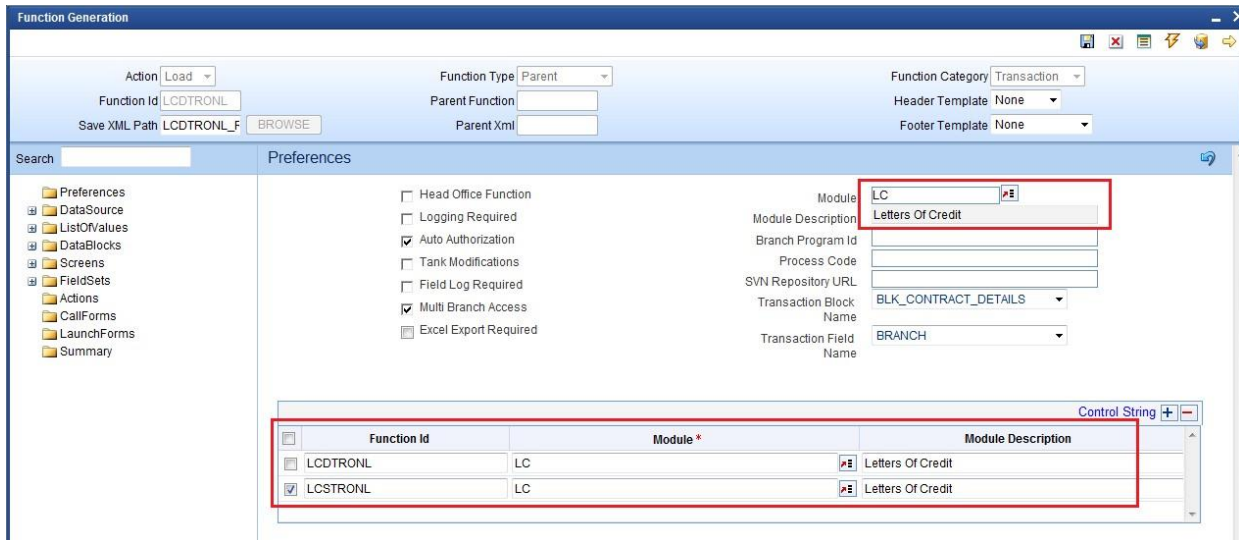 Function Generation
Action Load Function Type Parent Function Category Transaction
Function Id LCDTRONL Parent Function Header Template None
Save XML Path LCDTRONL_F BROWSE Parent Xml Footer Template None
Search Preferences
Preferences
DataSource
ListOfValues
DataBlocks
Screens
FieldSets
Actions
CallForms
LaunchForms
Summary
Head Office Function
Logging Required
Auto Authorization
Tank Modifications
Field Log Required
Multi Branch Access
Excel Export Required
Module LC
Module Description Letters Of Credit
Branch Program Id
Process Code
SVN Repository URL
Transaction Block BLK_CONTRACT_DETAILS
Name
Transaction Field BRANCH
Name
Control String + −
Function Id Module * Module Description
LCDTRONL LC Letters Of Credit
LCSTRONL LC Letters Of Credit